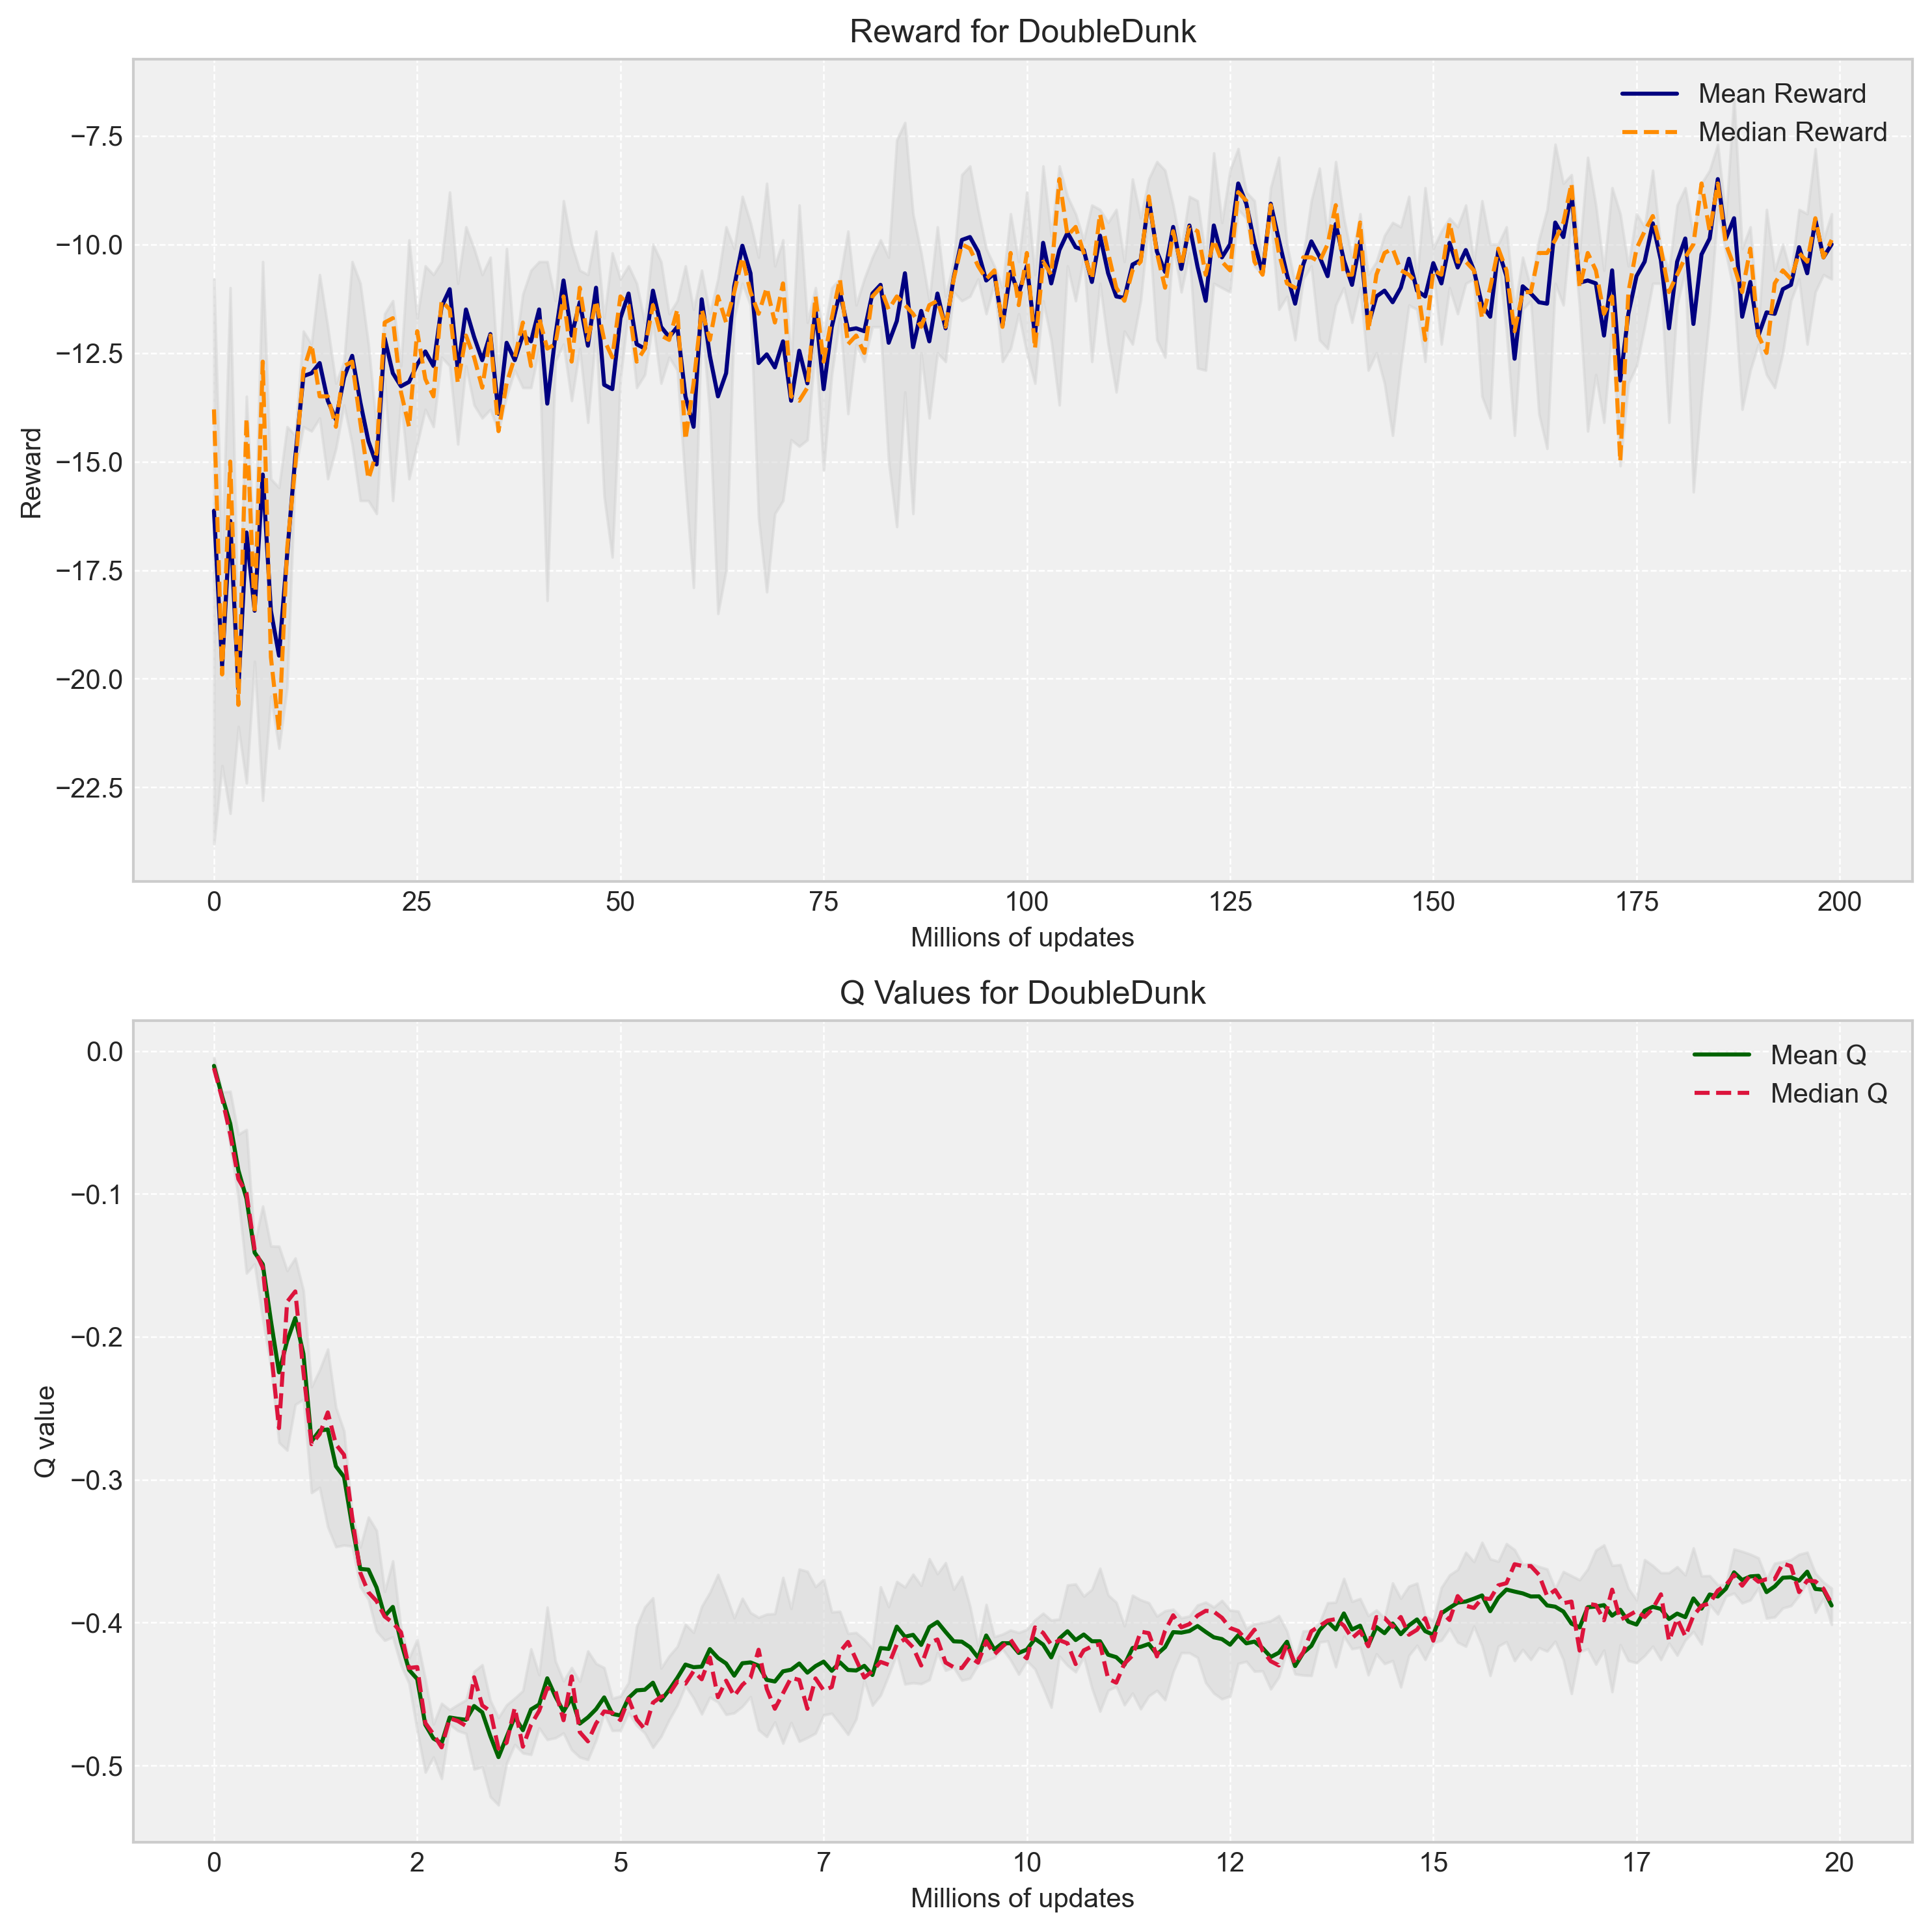 Reward for DoubleDunk
Mean Reward
Median Reward
−7.5
−10.0
−12.5
−15.0
−17.5
−20.0
−22.5
Reward
0 25 50 75 100 125 150 175 200
Millions of updates
Q Values for DoubleDunk
Mean Q
Median Q
0.0
−0.1
−0.2
−0.3
−0.4
−0.5
Q value
0 2 5 7 10 12 15 17 20
Millions of updates